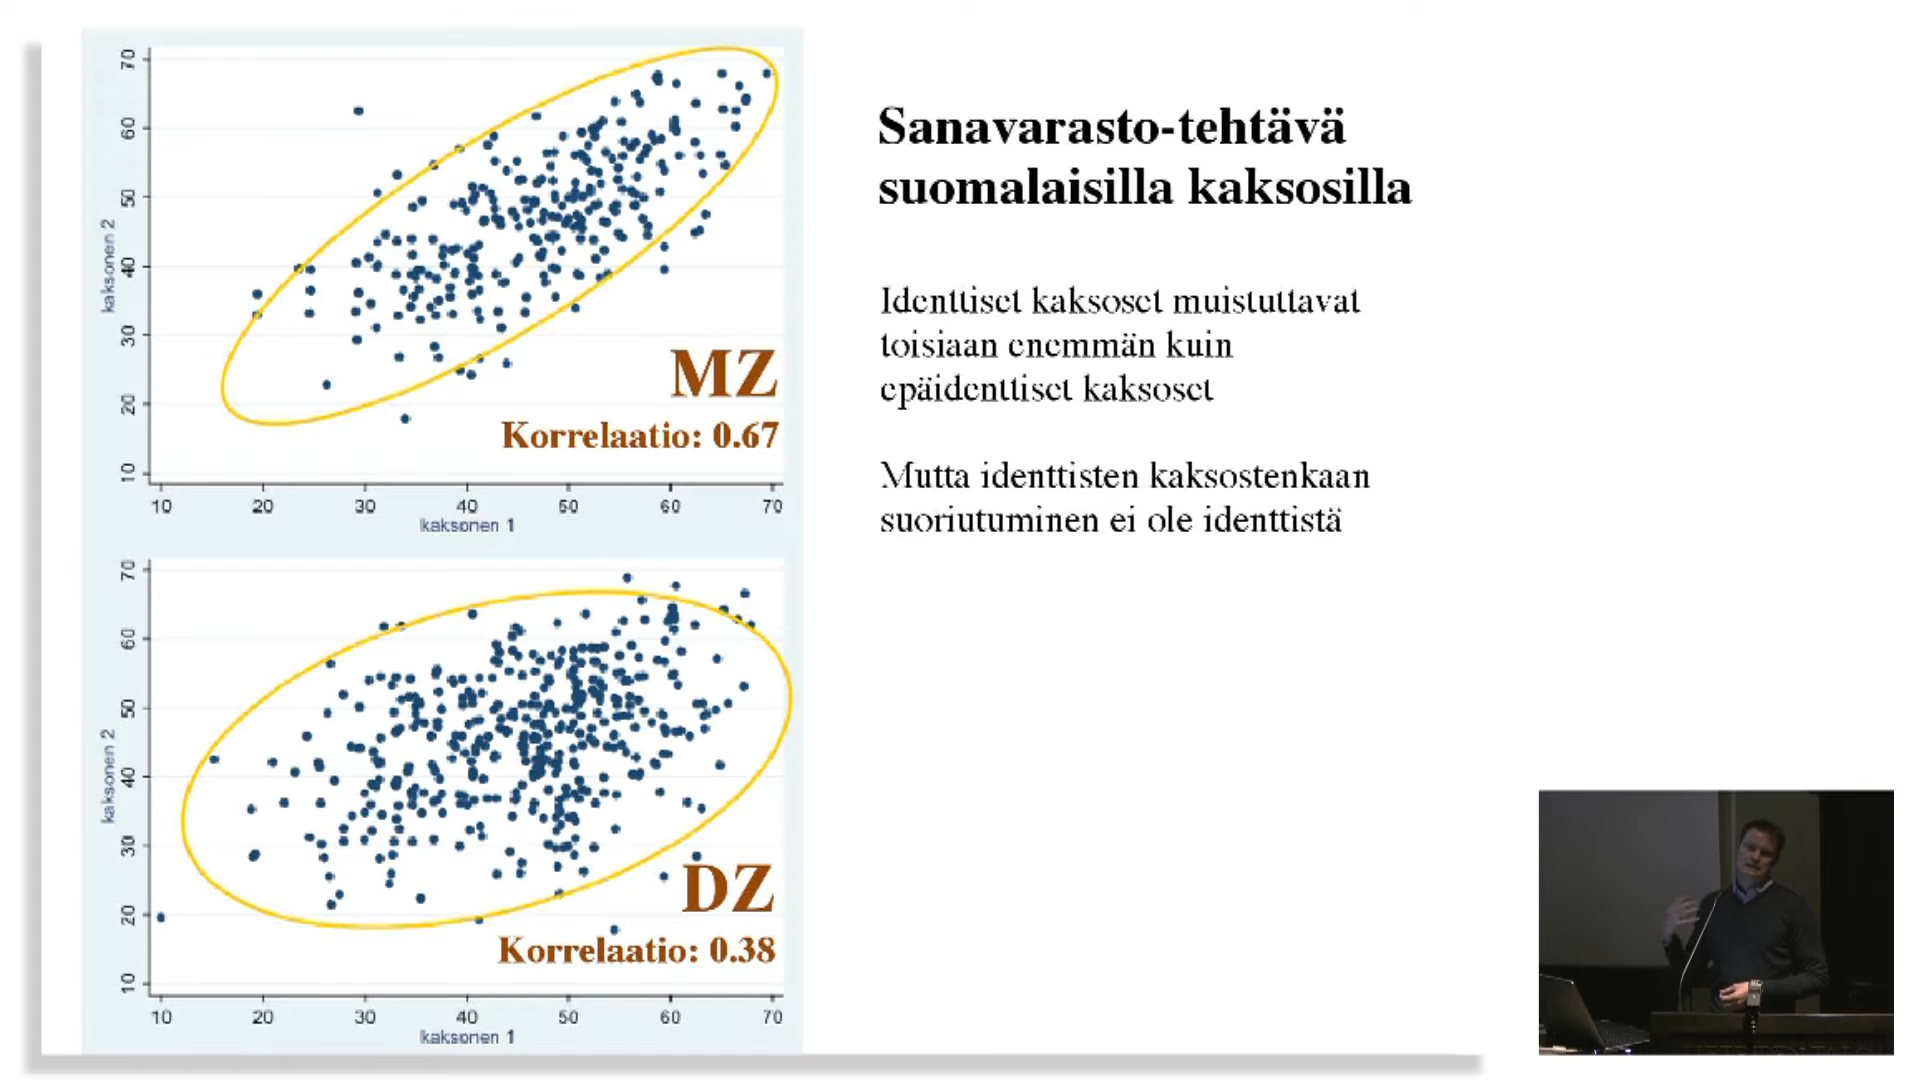 70
60
50
40
30
20
10
kaksonen 2
MZ
Korrelaatio: 0.67
10 20 30 40 50 60 70
kaksonen 1
70
60
50
40
30
20
10
kaksonen 2
DZ
Korrelaatio: 0.38
10 20 30 40 50 60 70
kaksonen 1
Sanavarasto-tehtävä
suomalaisilla kaksosilla
Identtiset kaksoset muistuttavat
toisiaan enemmän kuin
epäidenttiset kaksoset
Mutta identtisten kaksostenkaan
suoriutuminen ei ole identtistä